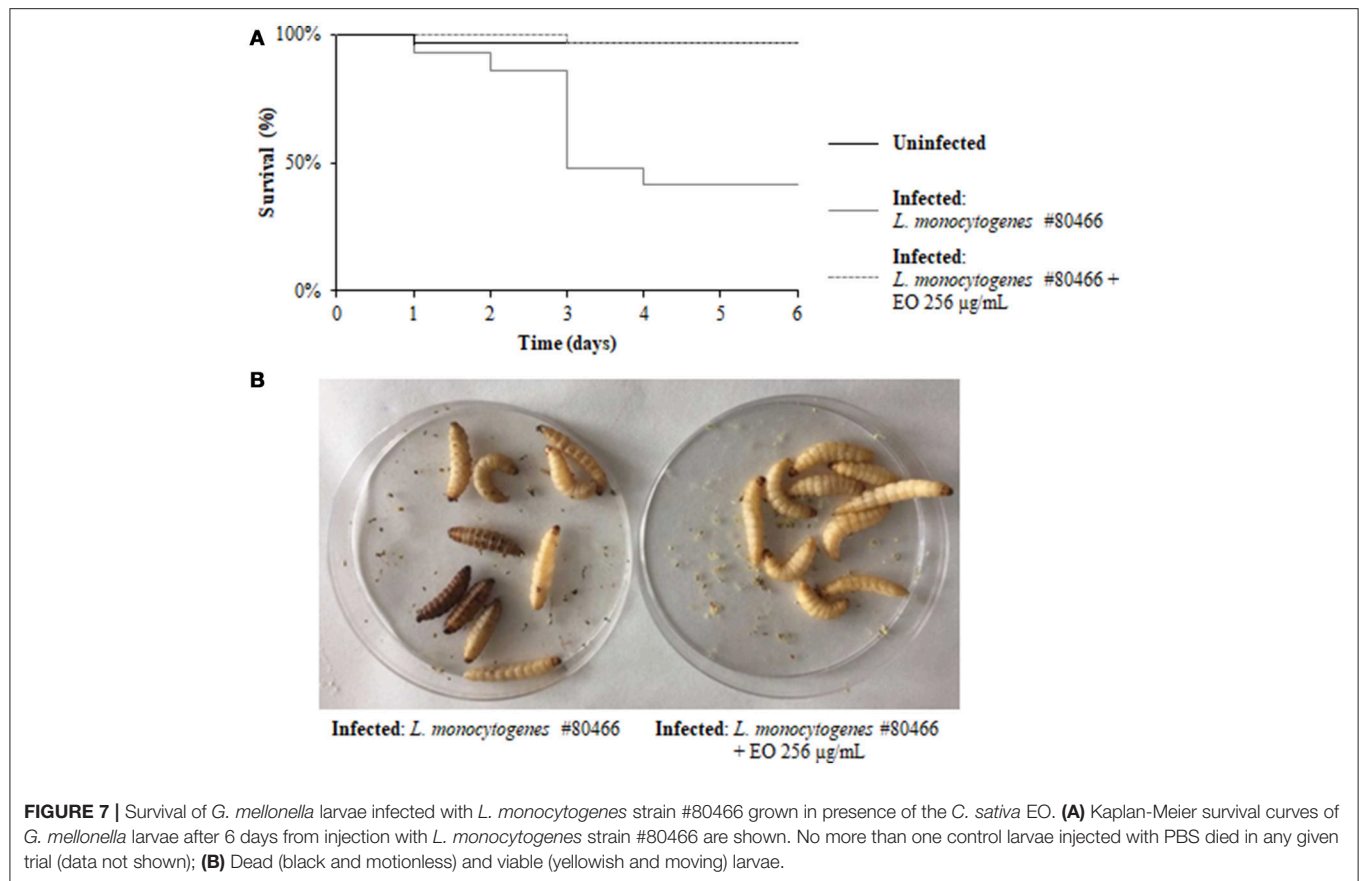 A
100%
50%
0%
Survival (%)
0 1 2 3 4 5 6
Time (days)
Uninfected
Infected:
L. monocytogenes #80466
Infected:
L. monocytogenes #80466 +
EO 256 µg/mL
B
Infected: L. monocytogenes #80466
Infected: L. monocytogenes #80466
+ EO 256 µg/mL
FIGURE 7 | Survival of G. mellonella larvae infected with L. monocytogenes strain #80466 grown in presence of the C. sativa EO. (A) Kaplan-Meier survival curves of
G. mellonella larvae after 6 days from injection with L. monocytogenes strain #80466 are shown. No more than one control larvae injected with PBS died in any given
trial (data not shown); (B) Dead (black and motionless) and viable (yellowish and moving) larvae.